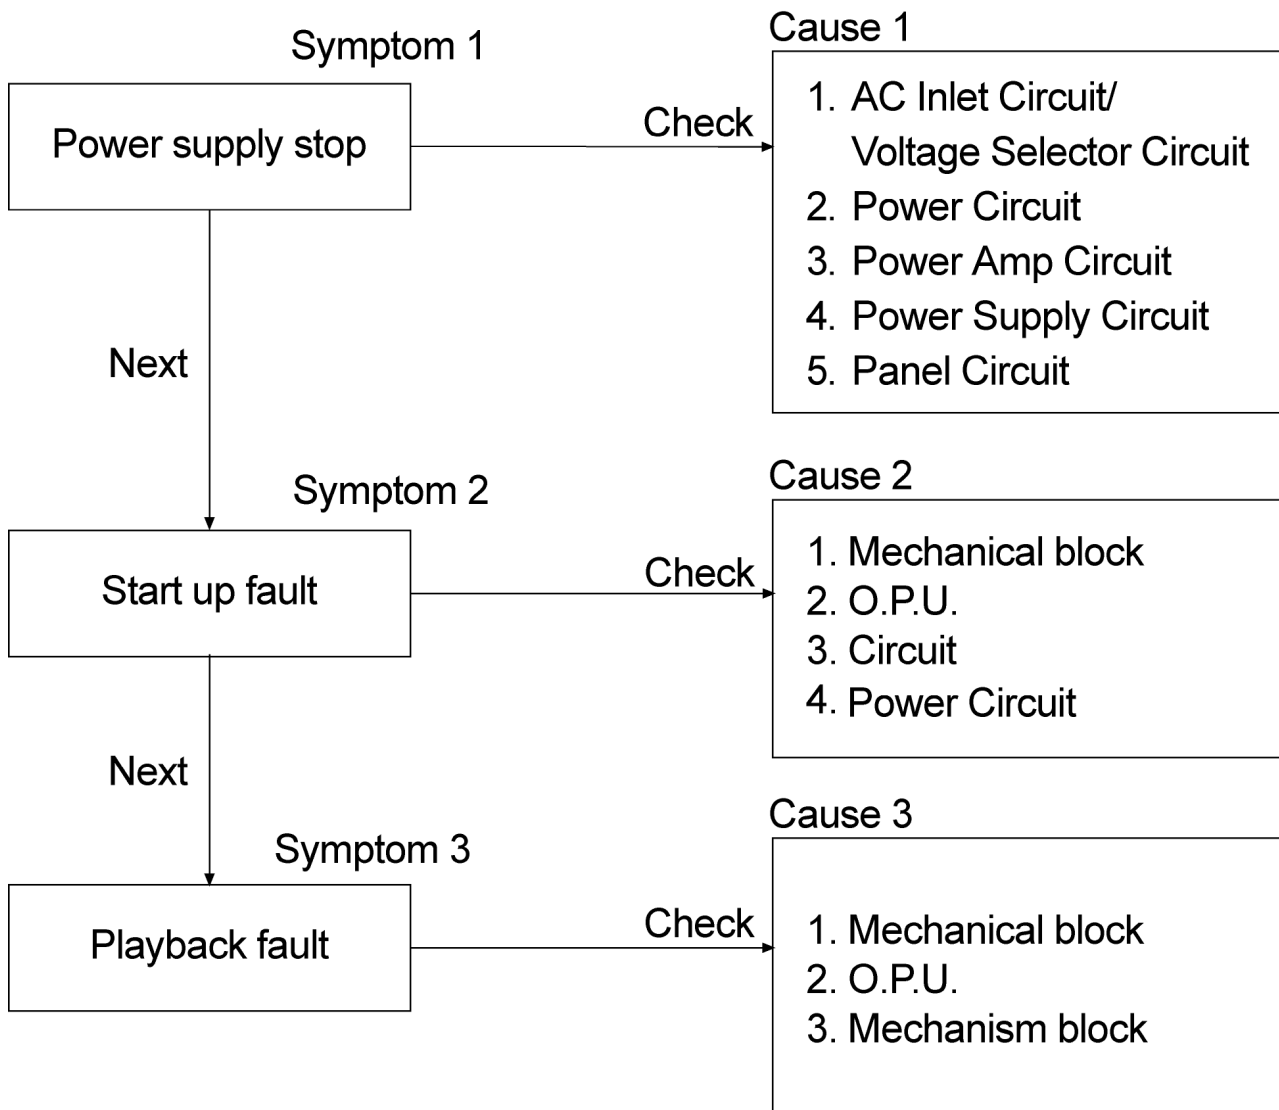 Symptom 1
Power supply stop
Check
Cause 1
1. AC Inlet Circuit/
Voltage Selector Circuit
2. Power Circuit
3. Power Amp Circuit
4. Power Supply Circuit
5. Panel Circuit
Next
Symptom 2
Start up fault
Check
Cause 2
1. Mechanical block
2. O.P.U.
3. Circuit
4. Power Circuit
Next
Symptom 3
Playback fault
Check
Cause 3
1. Mechanical block
2. O.P.U.
3. Mechanism block